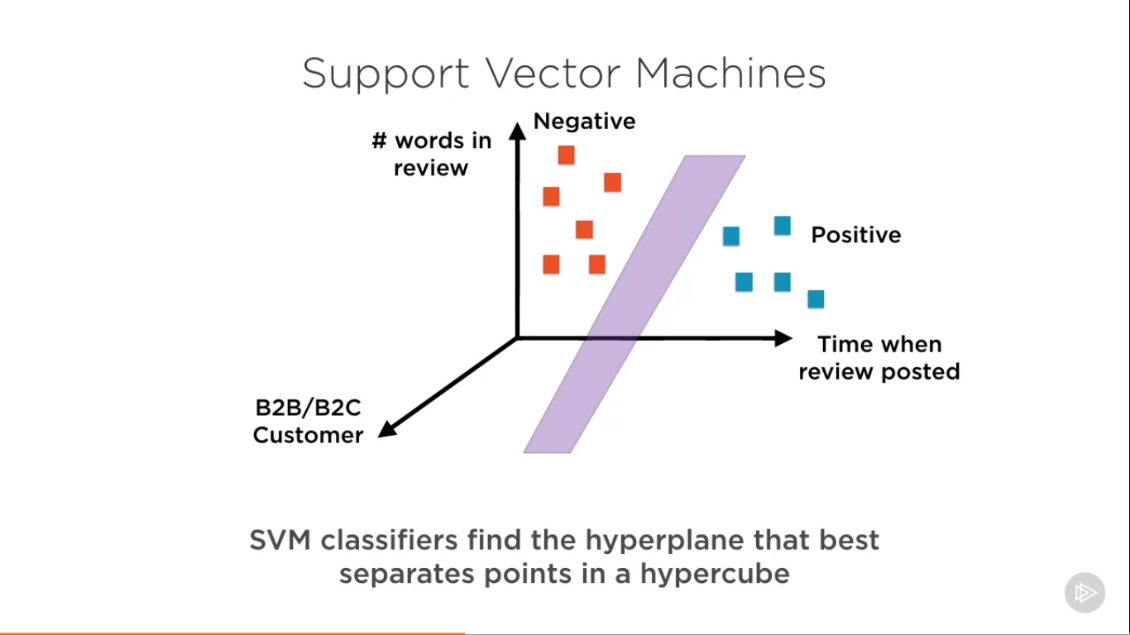 Support Vector Machines
Negative
# words in
review
Positive
Time when
review posted
B2B/B2C
Customer
SVM classifiers find the hyperplane that best
separates points in a hypercube